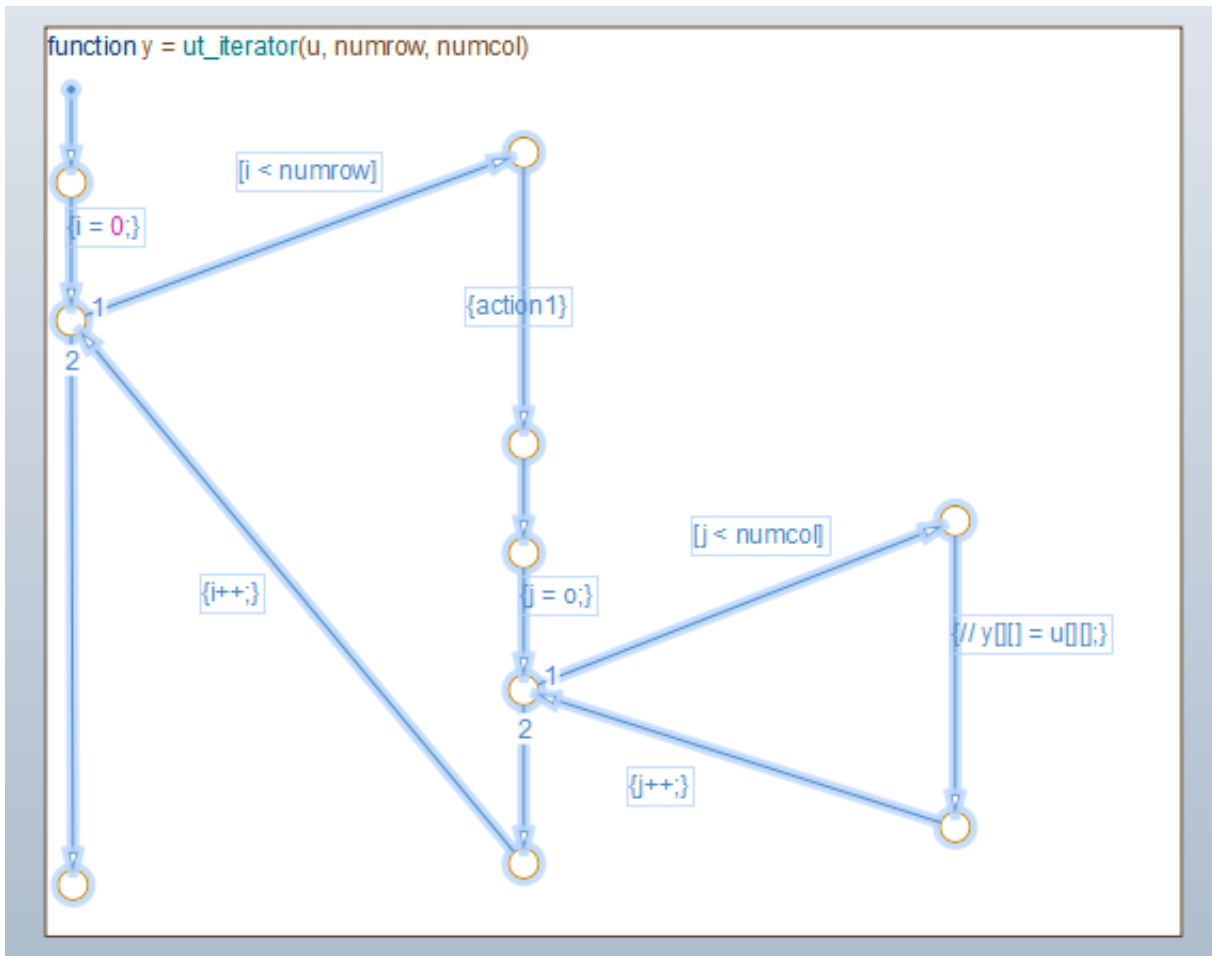 function y = ut_iterator(u, numrow, numcol)
[i < numrow]
{i = 0;}
1
{action1}
2
[j < numcol]
{i++;}
{j = o;}
{// y[][] = u[][];}
1
2
{j++;}